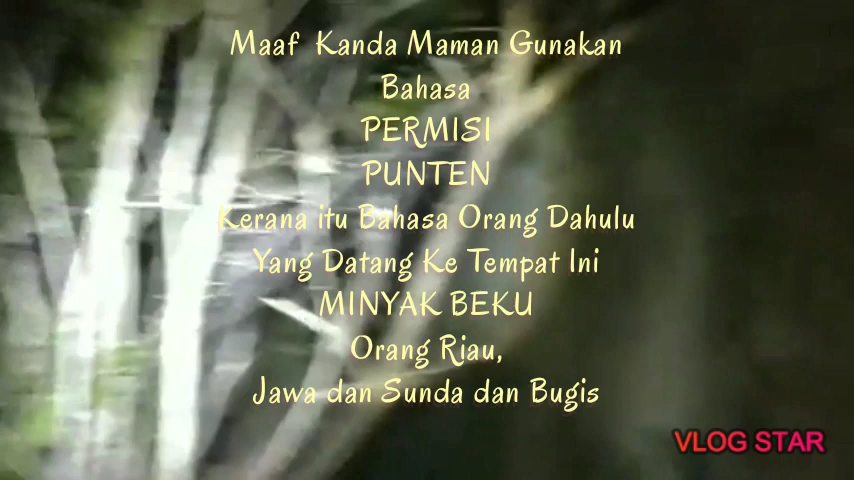 Maaf Kanda Maman Gunakan
Bahasa
PERMISI
PUNTEN
Kerana itu Bahasa Orang Dahulu
Yang Datang Ke Tempat Ini
MINYAK BEKU
Orang Riau,
Jawa dan Sunda dan Bugis
VLOG STAR